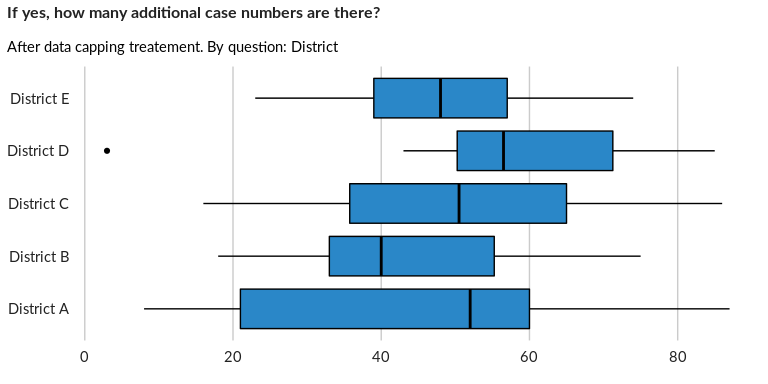 If yes, how many additional case numbers are there?
After data capping treatement. By question: District
District E
District D
District C
District B
District A
0 20 40 60 80